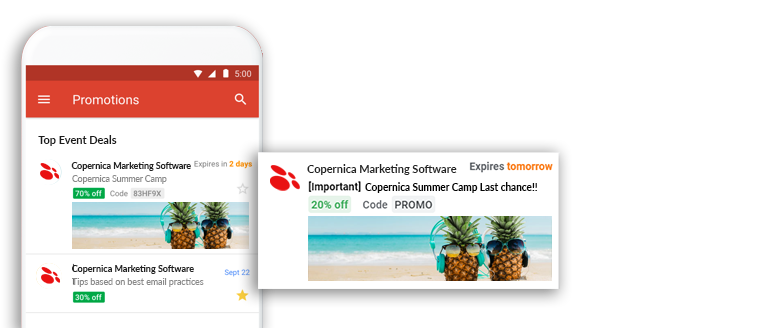 5:00
Promotions
Top Event Deals
Copernica Marketing Software Expires in 2 days
Copernica Summer Camp
70% off Code 83HF9X
Copernica Marketing Software
Sept 22
Tips based on best email practices
30% off
Copernica Marketing Software Expires tomorrow
[Important] Copernica Summer Camp Last chance!!
20% off Code PROMO